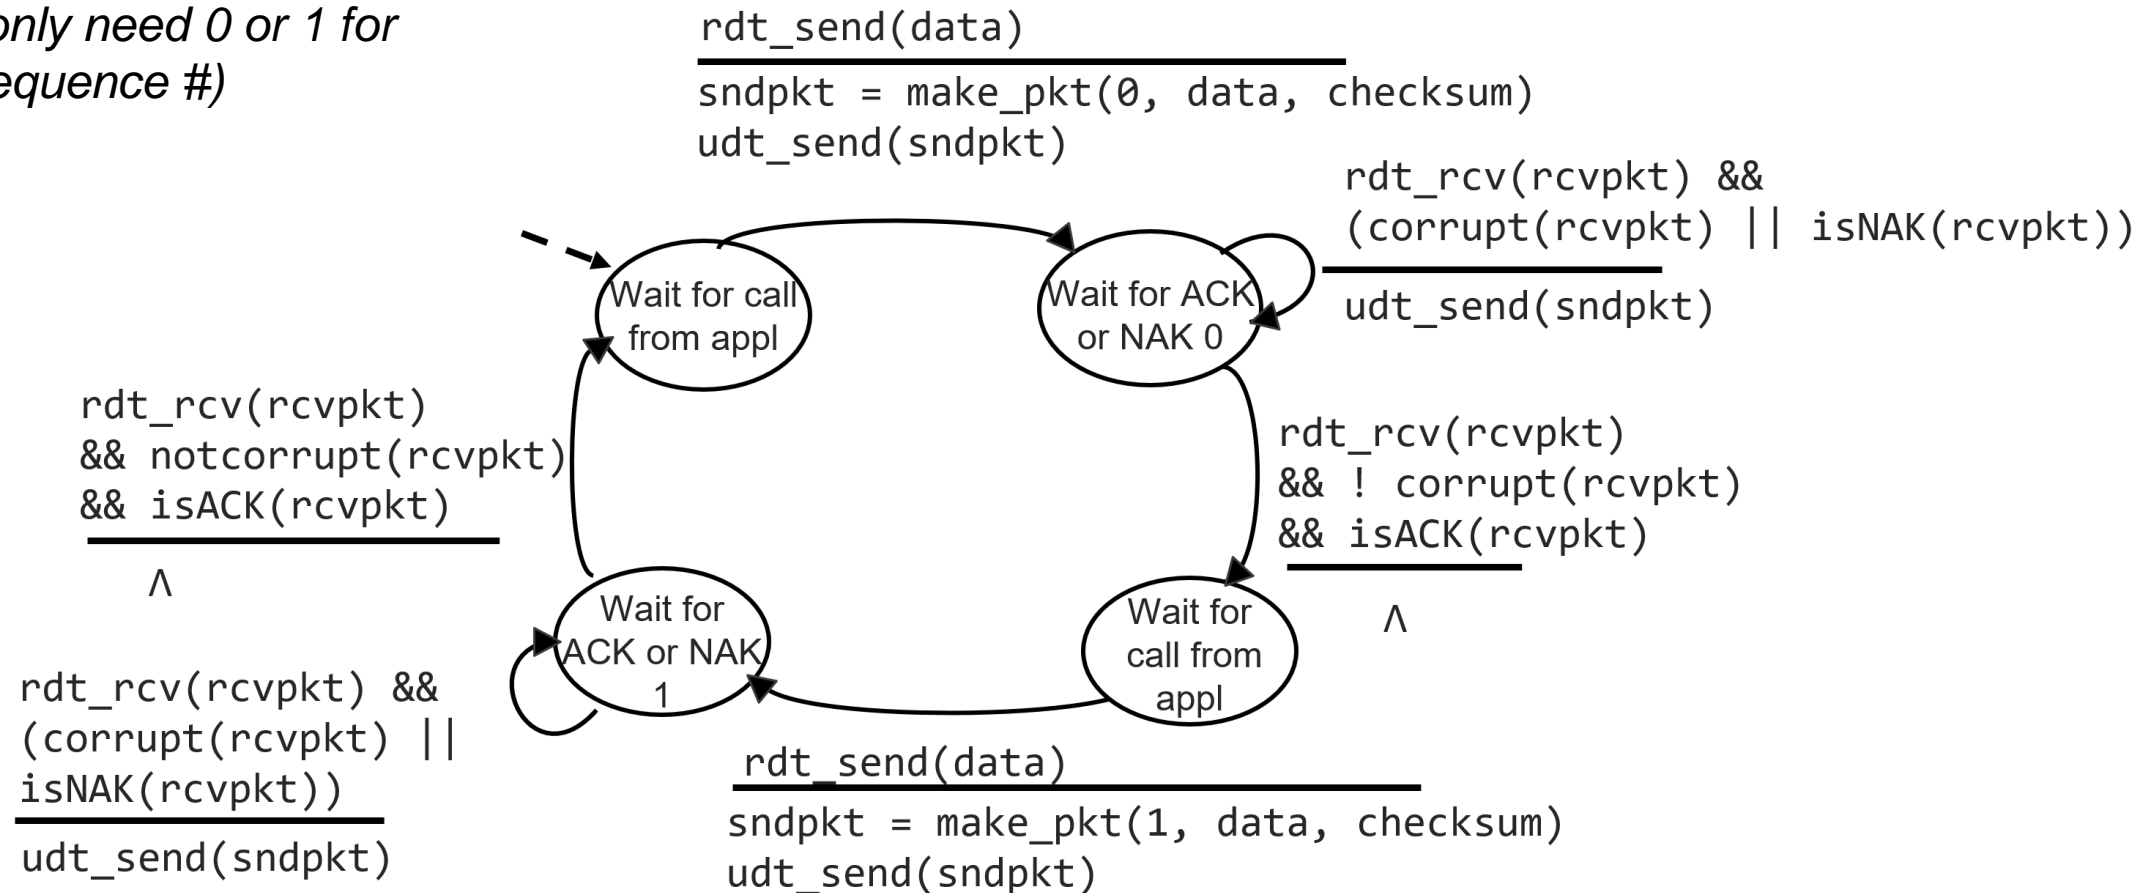 only need 0 or 1 for
equence #)
rdt_send(data)
sndpkt = make_pkt(0, data, checksum)
udt_send(sndpkt)
rdt_rcv(rcvpkt) &&
(corrupt(rcvpkt) || isNAK(rcvpkt))
udt_send(sndpkt)
Wait for call
from appl
Wait for ACK
or NAK 0
rdt_rcv(rcvpkt)
&& notcorrupt(rcvpkt)
&& isACK(rcvpkt)
Λ
rdt_rcv(rcvpkt)
&& ! corrupt(rcvpkt)
&& isACK(rcvpkt)
Λ
Wait for
ACK or NAK
1
Wait for
call from
appl
rdt_rcv(rcvpkt) &&
(corrupt(rcvpkt) ||
isNAK(rcvpkt))
udt_send(sndpkt)
rdt_send(data)
sndpkt = make_pkt(1, data, checksum)
udt_send(sndpkt)